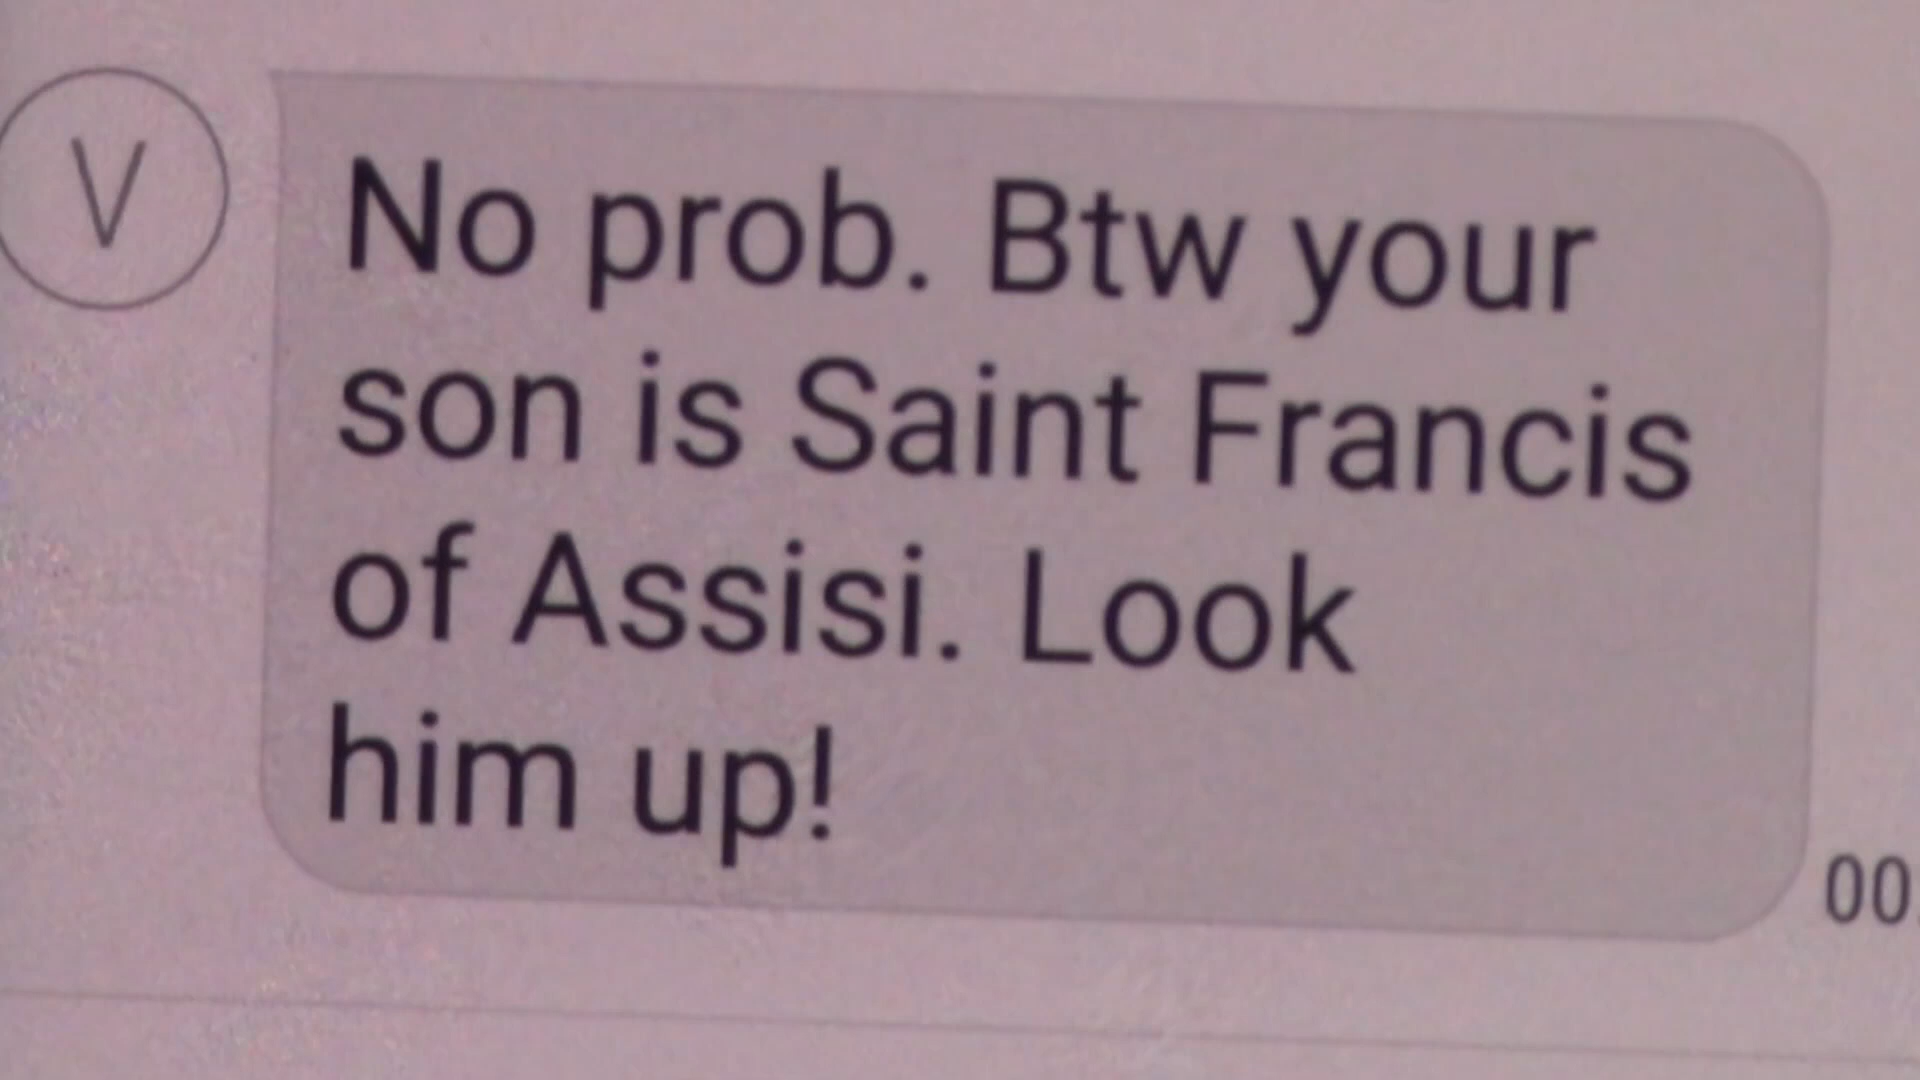 V
No prob. Btw your
son is Saint Francis
of Assisi. Look
him up!
00